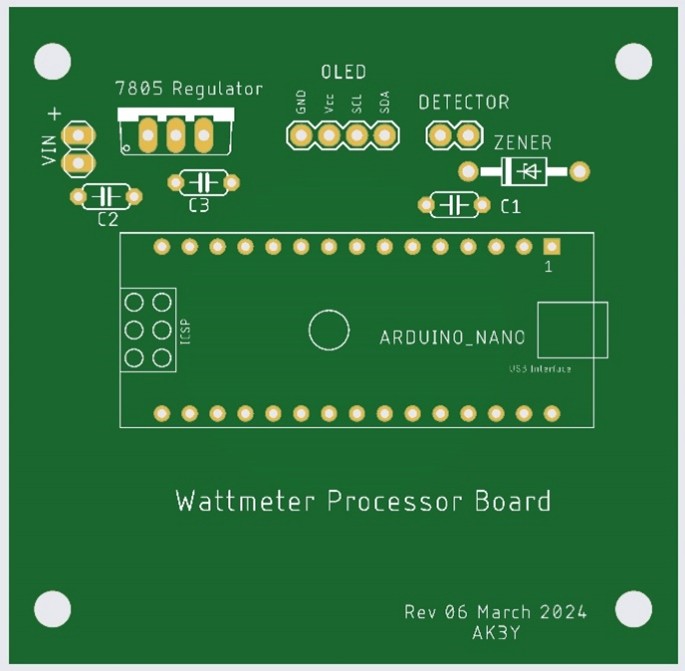 OLED
7805 Regulator
GND
Vcc
SCL
SDA
DETECTOR
+
VIN
ZENER
C2
C3
C1
1
ICSP
ARDUINO_NANO
USB Interface
Wattmeter Processor Board
Rev 06 March 2024
AK3Y